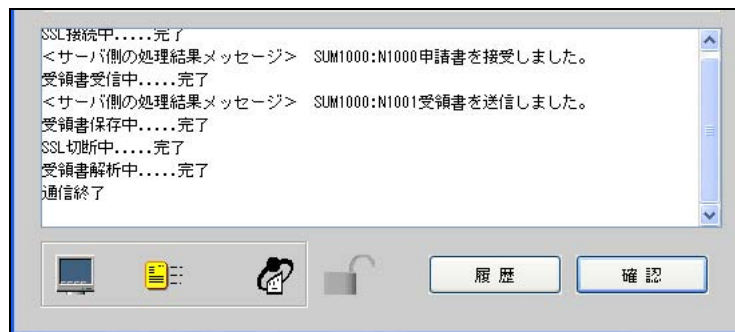 SSL接続中.....完了
<サーバ側の処理結果メッセージ>　SUM1000:N1000申請書を接受しました。
受領書受信中.....完了
<サーバ側の処理結果メッセージ>　SUM1000:N1001受領書を送信しました。
受領書保存中.....完了
SSL切断中.....完了
受領書解析中.....完了
通信終了
履 歴
確 認